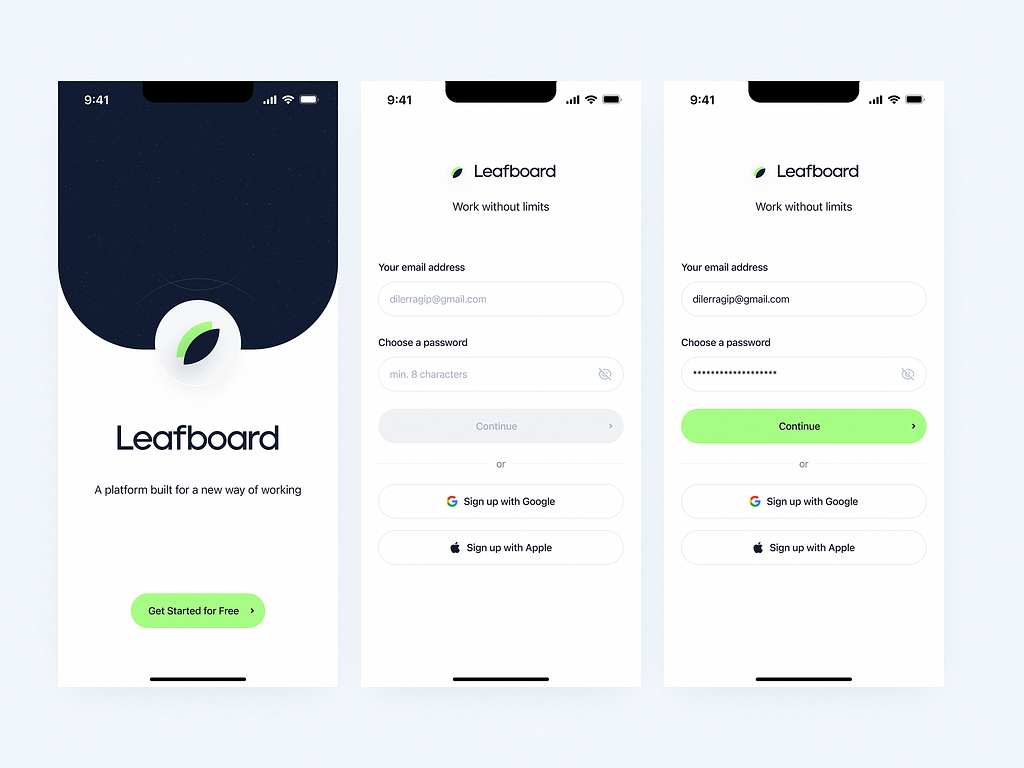 9:41
Leafboard
A platform built for a new way of working
Get Started for Free
9:41
Leafboard
Work without limits
Your email address
dilerragip@gmail.com
Choose a password
min. 8 characters
Continue
or
Sign up with Google
Sign up with Apple
9:41
Leafboard
Work without limits
Your email address
dilerragip@gmail.com
Choose a password
*******************
Continue
or
Sign up with Google
Sign up with Apple